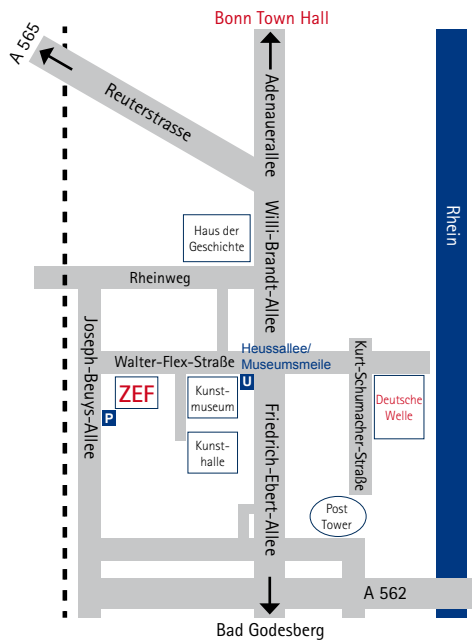 Bonn Town Hall
A 565
Reuterstrasse
Adenauerallee
Rhein
Haus der
Geschichte
Willi-Brandt-Allee
Rheinweg
Joseph-Beuys-Allee
Walter-Flex-Straße
Heussallee/
Museumsmeile
Kurt-Schumacher-Straße
ZEF
P
U
Kunst-
museum
Deutsche
Welle
Kunst-
halle
Friedrich-Ebert-Allee
Post
Tower
A 562
Bad Godesberg